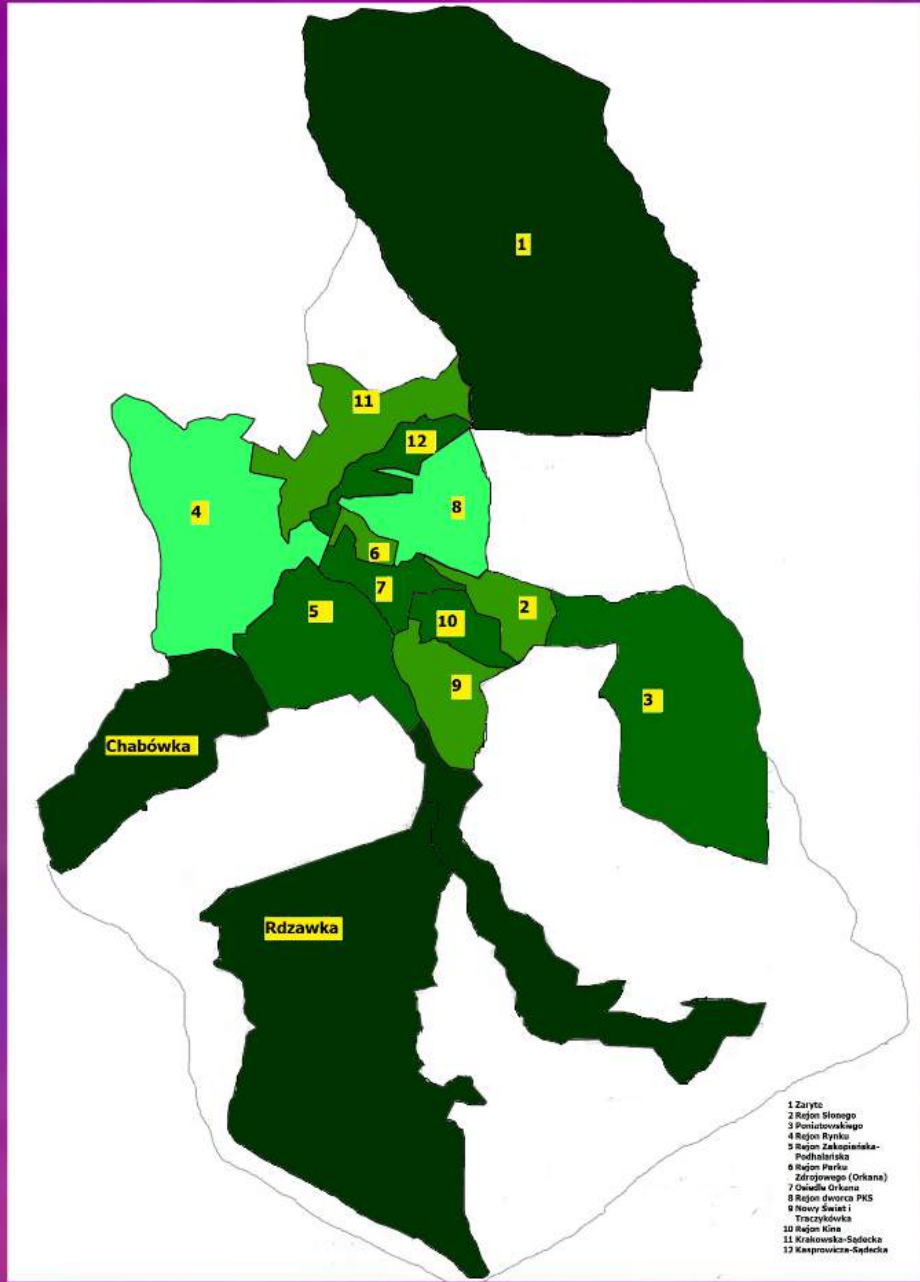 1
11
12
4
8
6
7
5
2
10
9
3
Chabówka
Rdzawka
1 Zaryte
2 Rejon Słonego
3 Poniatowskiego
4 Rejon Rynku
5 Rejon Zakopiańska-
Podhalańska
6 Rejon Parku
Zdrojowego (Orkana)
7 Osiedle Orkana
8 Rejon dworca PKS
9 Nowy Świat i
Traczykówka
10 Rejon Kina
11 Krakowska-Sądecka
12 Kasprowicza-Sądecka